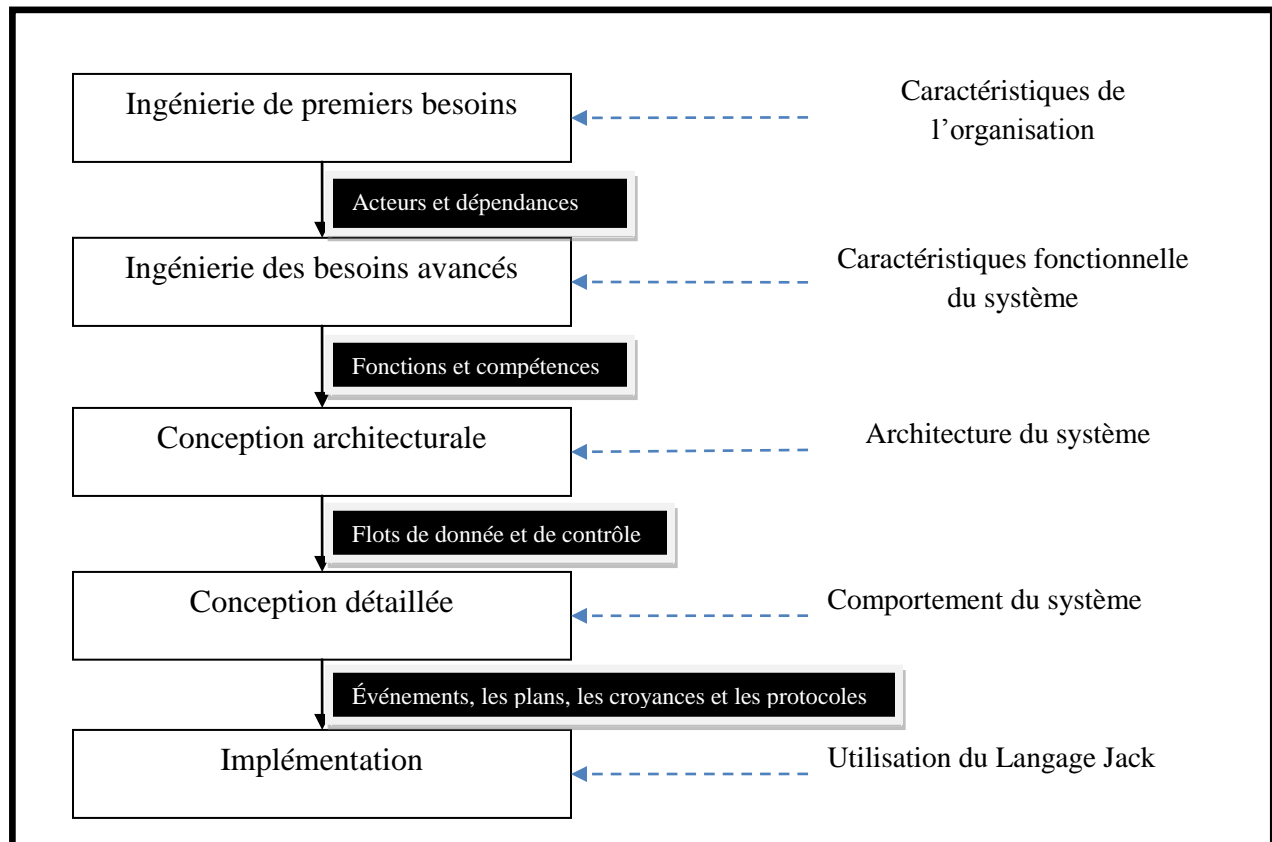 Ingénierie de premiers besoins
Caractéristiques de
l’organisation
Acteurs et dépendances
Ingénierie des besoins avancés
Caractéristiques fonctionnelle
du système
Fonctions et compétences
Conception architecturale
Architecture du système
Flots de donnée et de contrôle
Conception détaillée
Comportement du système
Événements, les plans, les croyances et les protocoles
Implémentation
Utilisation du Langage Jack